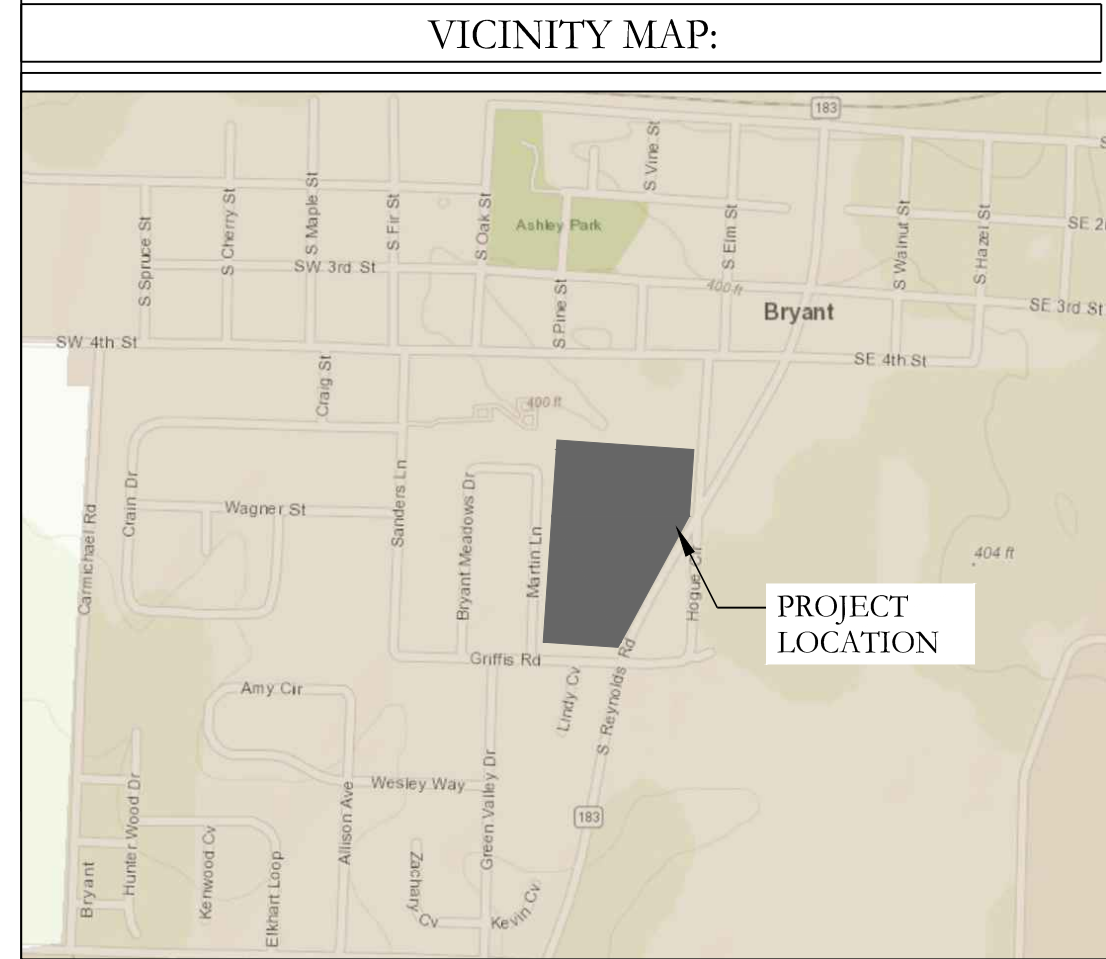 VICINITY MAP:
183
S Vine St
S Maple St
S Cherry St
S Fir St
S Oak St
S Spruce St
Ashley Park
S Elm St
S Walnut St
S Hazel St
SE 2
SW 3rd St
S Pine St
400 ft
SE 3rd St
Bryant
SW 4th St
SE 4th St
Craig St
400 ft
Crain Dr
Wagner St
Sanders Ln
Bryant Meadows Dr
Martin Ln
Carmichael Rd
Hogue Cir
404 ft
PROJECT
LOCATION
Griffis Rd
Lindy Cv
S Reynolds Rd
Amy Cir
Wesley Way
Green Valley Dr
Allison Ave
183
Hunter Wood Dr
Bryant
Kenwood Cv
Elkhart Loop
Zachary
Cv
Kevin Cv